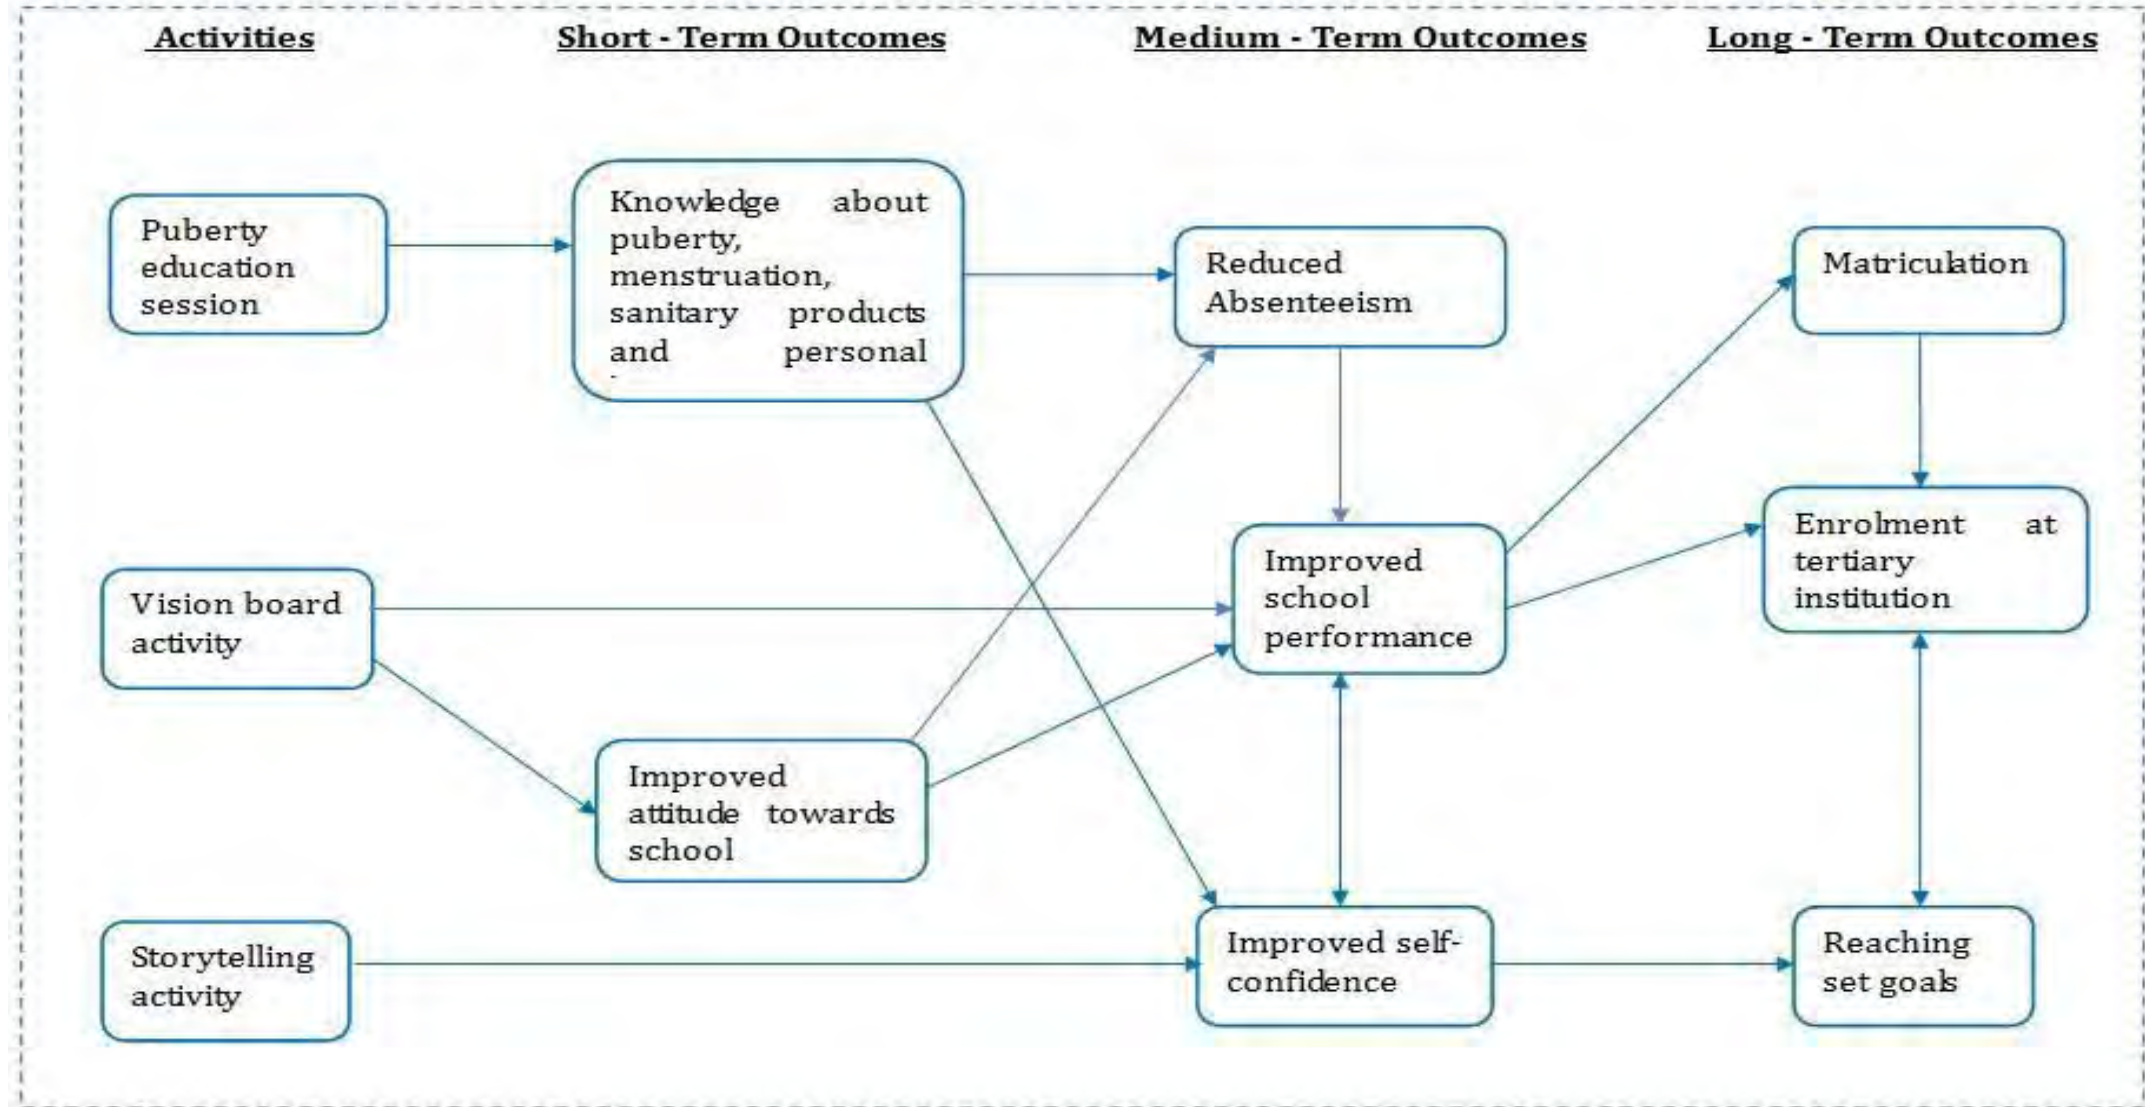 Activities
Short - Term Outcomes
Medium - Term Outcomes
Long - Term Outcomes
Puberty
education
session
Knowledge about
puberty,
menstruation,
sanitary products
and personal
Reduced
Absenteeism
Matriculation
Vision board
activity
Improved
school
performance
Enrolment at
tertiary
institution
Improved
attitude towards
school
Storytelling
activity
Improved self-
confidence
Reaching
set goals